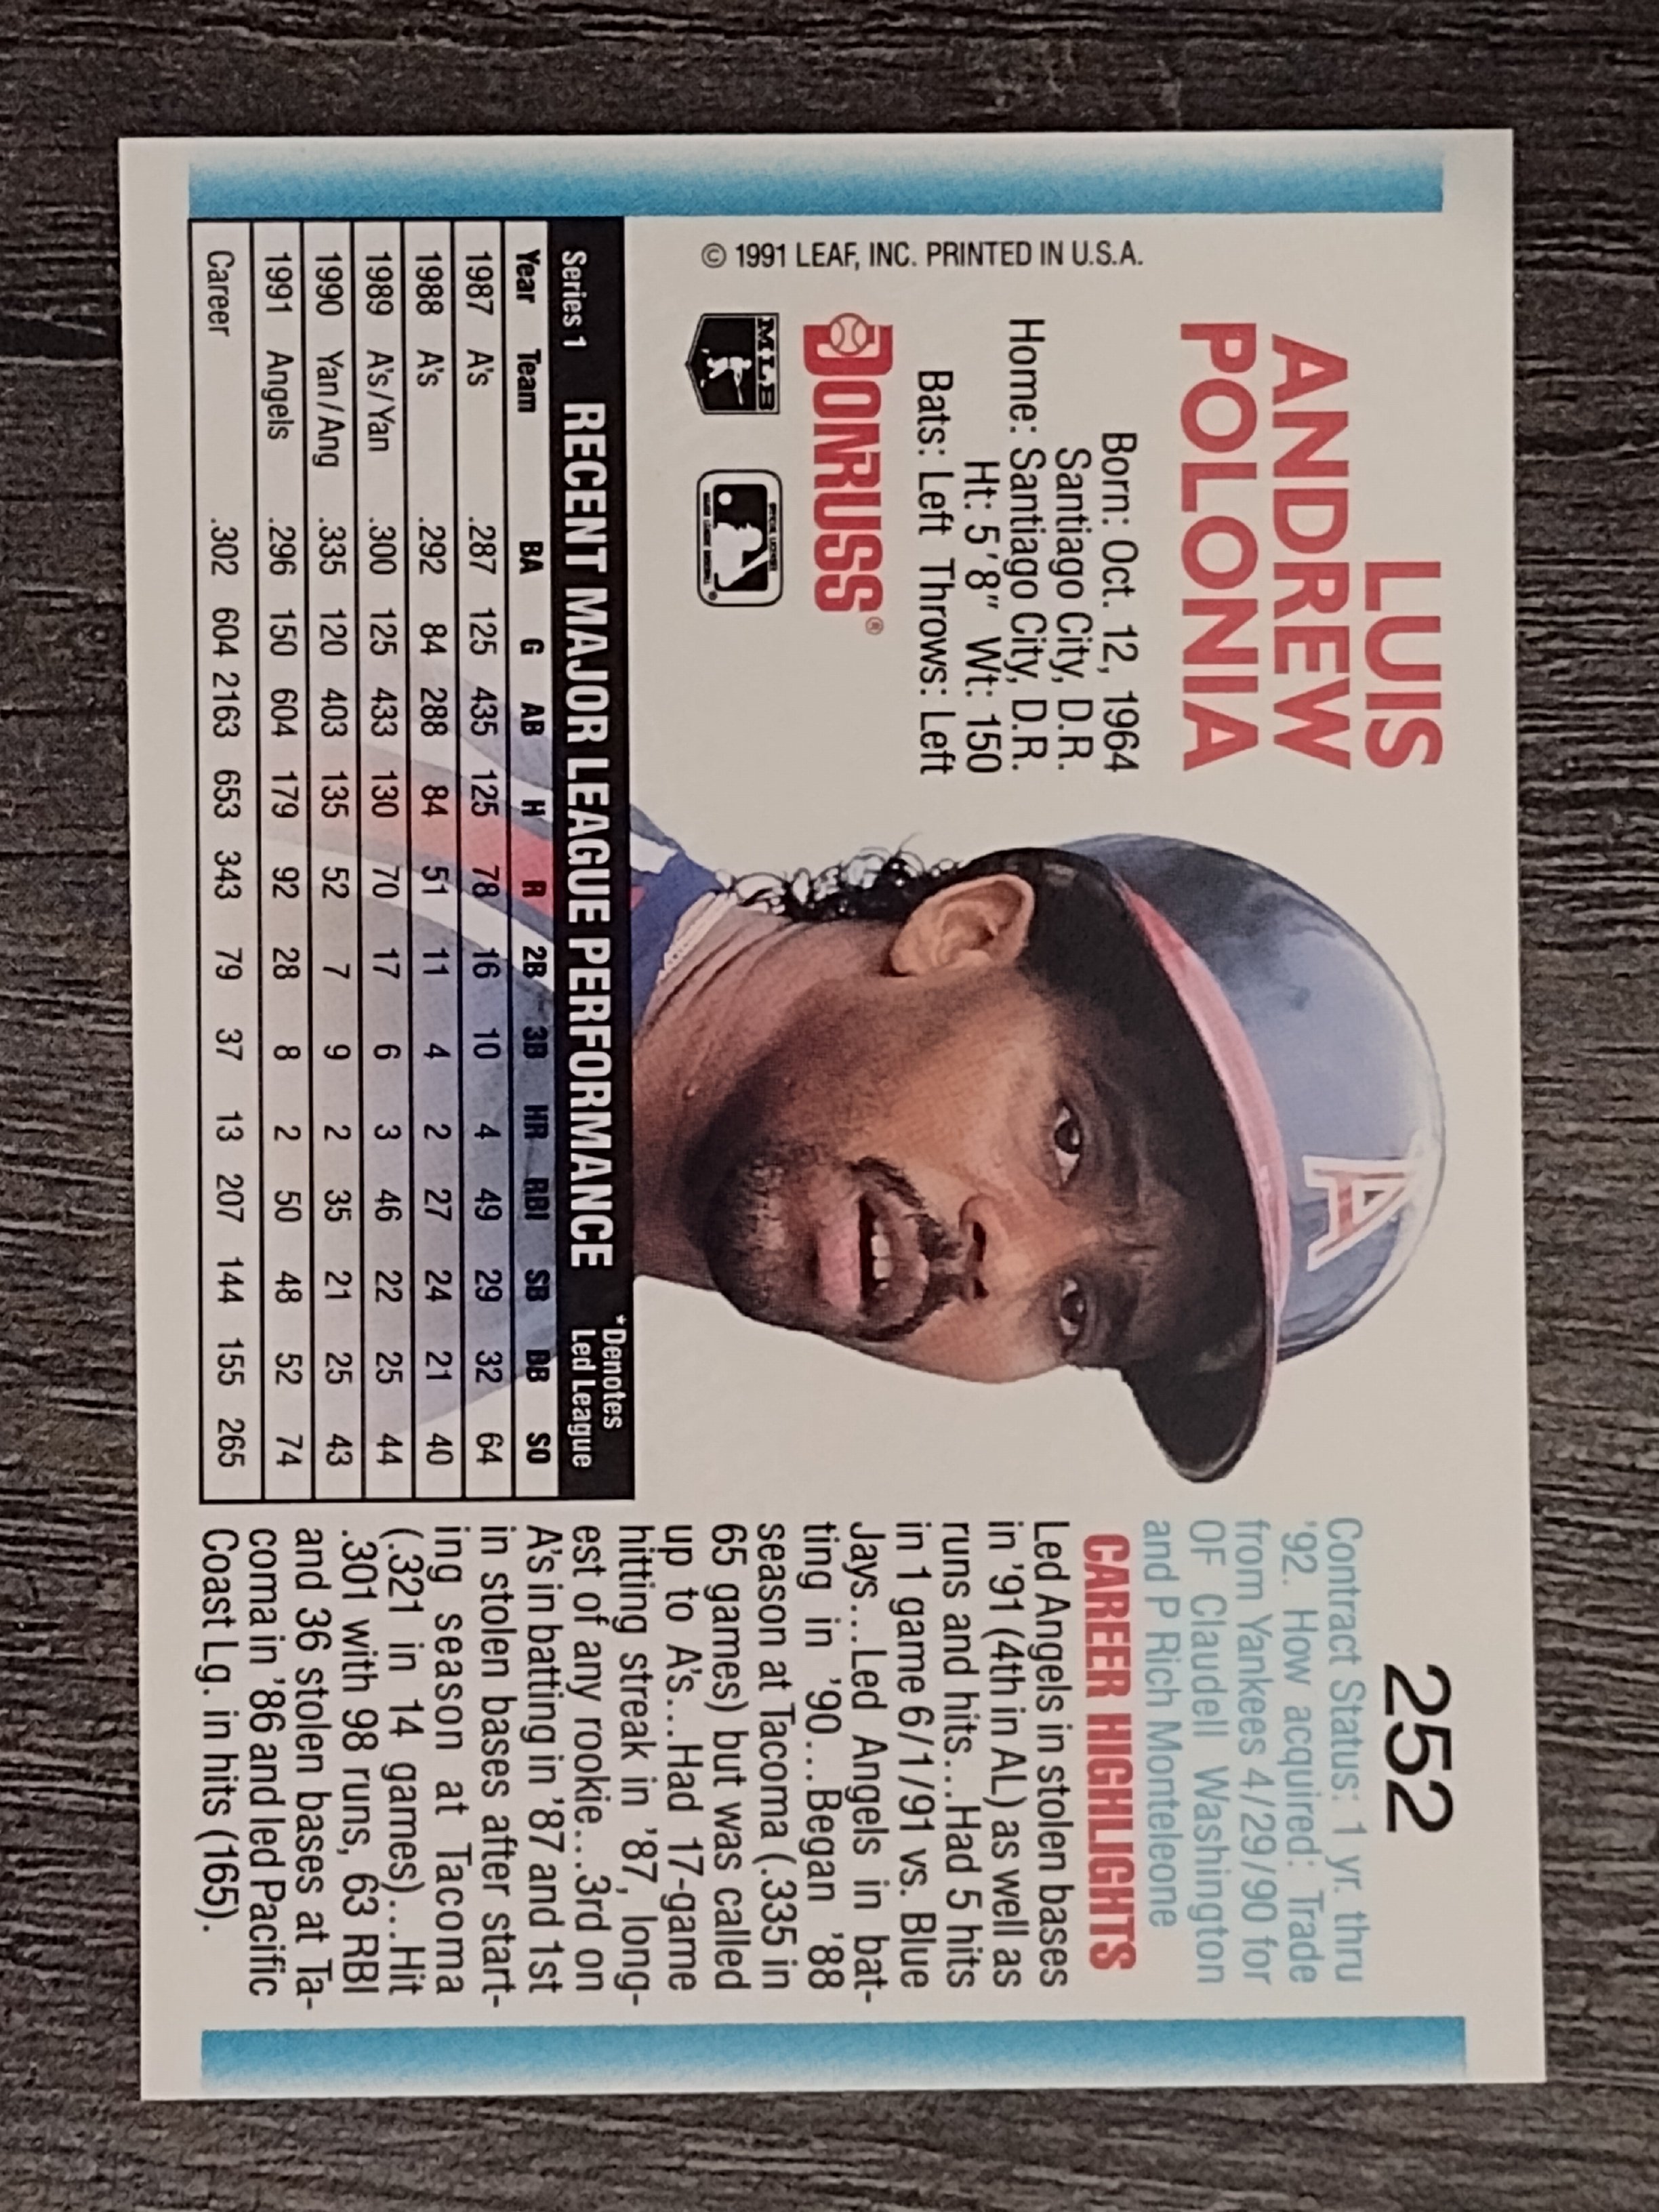 LUIS
ANDREW
POLONIA
Born: Oct. 12, 1964
Santiago City, D.R.
Home: Santiago City, D.R.
Ht: 5'8" Wt: 150
Bats: Left Throws: Left
DONRUSS®
MLB
© 1991 LEAF, INC. PRINTED IN U.S.A.
A
252
Contract Status: 1 yr. thru
'92. How acquired: Trade
from Yankees 4/29/90 for
OF Claudell Washington
and P Rich Monteleone
CAREER HIGHLIGHTS
Led Angels in stolen bases
in '91 (4th in AL) as well as
runs and hits...Had 5 hits
in 1 game 6/1/91 vs. Blue
Jays...Led Angels in bat-
ting in '90...Began '88
season at Tacoma (.335 in
65 games) but was called
up to A's...Had 17-game
hitting streak in '87, long-
est of any rookie...3rd on
A's in batting in '87 and 1st
in stolen bases after start-
ing season at Tacoma
(.321 in 14 games)...Hit
.301 with 98 runs, 63 RBI
and 36 stolen bases at Ta-
coma in '86 and led Pacific
Coast Lg. in hits (165).
Series 1 RECENT MAJOR LEAGUE PERFORMANCE *Denotes
Led League
Year Team BA G AB H R 2B 3B HR RBI SB BB SO
1987 A's .287 125 435 125 78 16 10 4 49 29 32 64
1988 A's .292 84 288 84 51 11 4 2 27 24 21 40
1989 A's/Yan .300 125 433 130 70 17 6 3 46 22 25 44
1990 Yan/Ang .335 120 403 135 52 7 9 2 35 21 25 43
1991 Angels .296 150 604 179 92 28 8 2 50 48 52 74
Career .302 604 2163 653 343 79 37 13 207 144 155 265